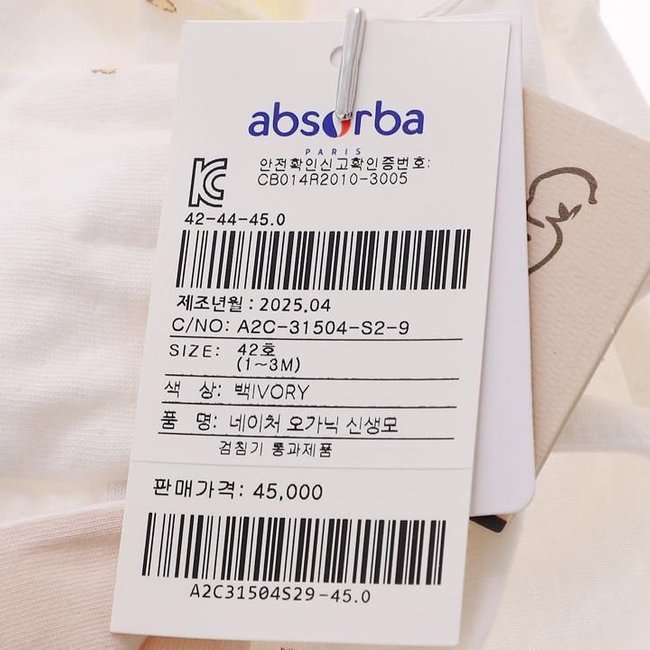 absorba
PARIS
안전확인신고확인증번호:
CB014R2010-3005
42-44-45.0
제조년월 : 2025.04
C/NO: A2C-31504-S2-9
SIZE: 42호
(1~3M)
색 상: 백IVORY
품 명: 네이처 오가닉 신생모
검침기 통과제품
판매가격: 45,000
A2C31504S29-45.0